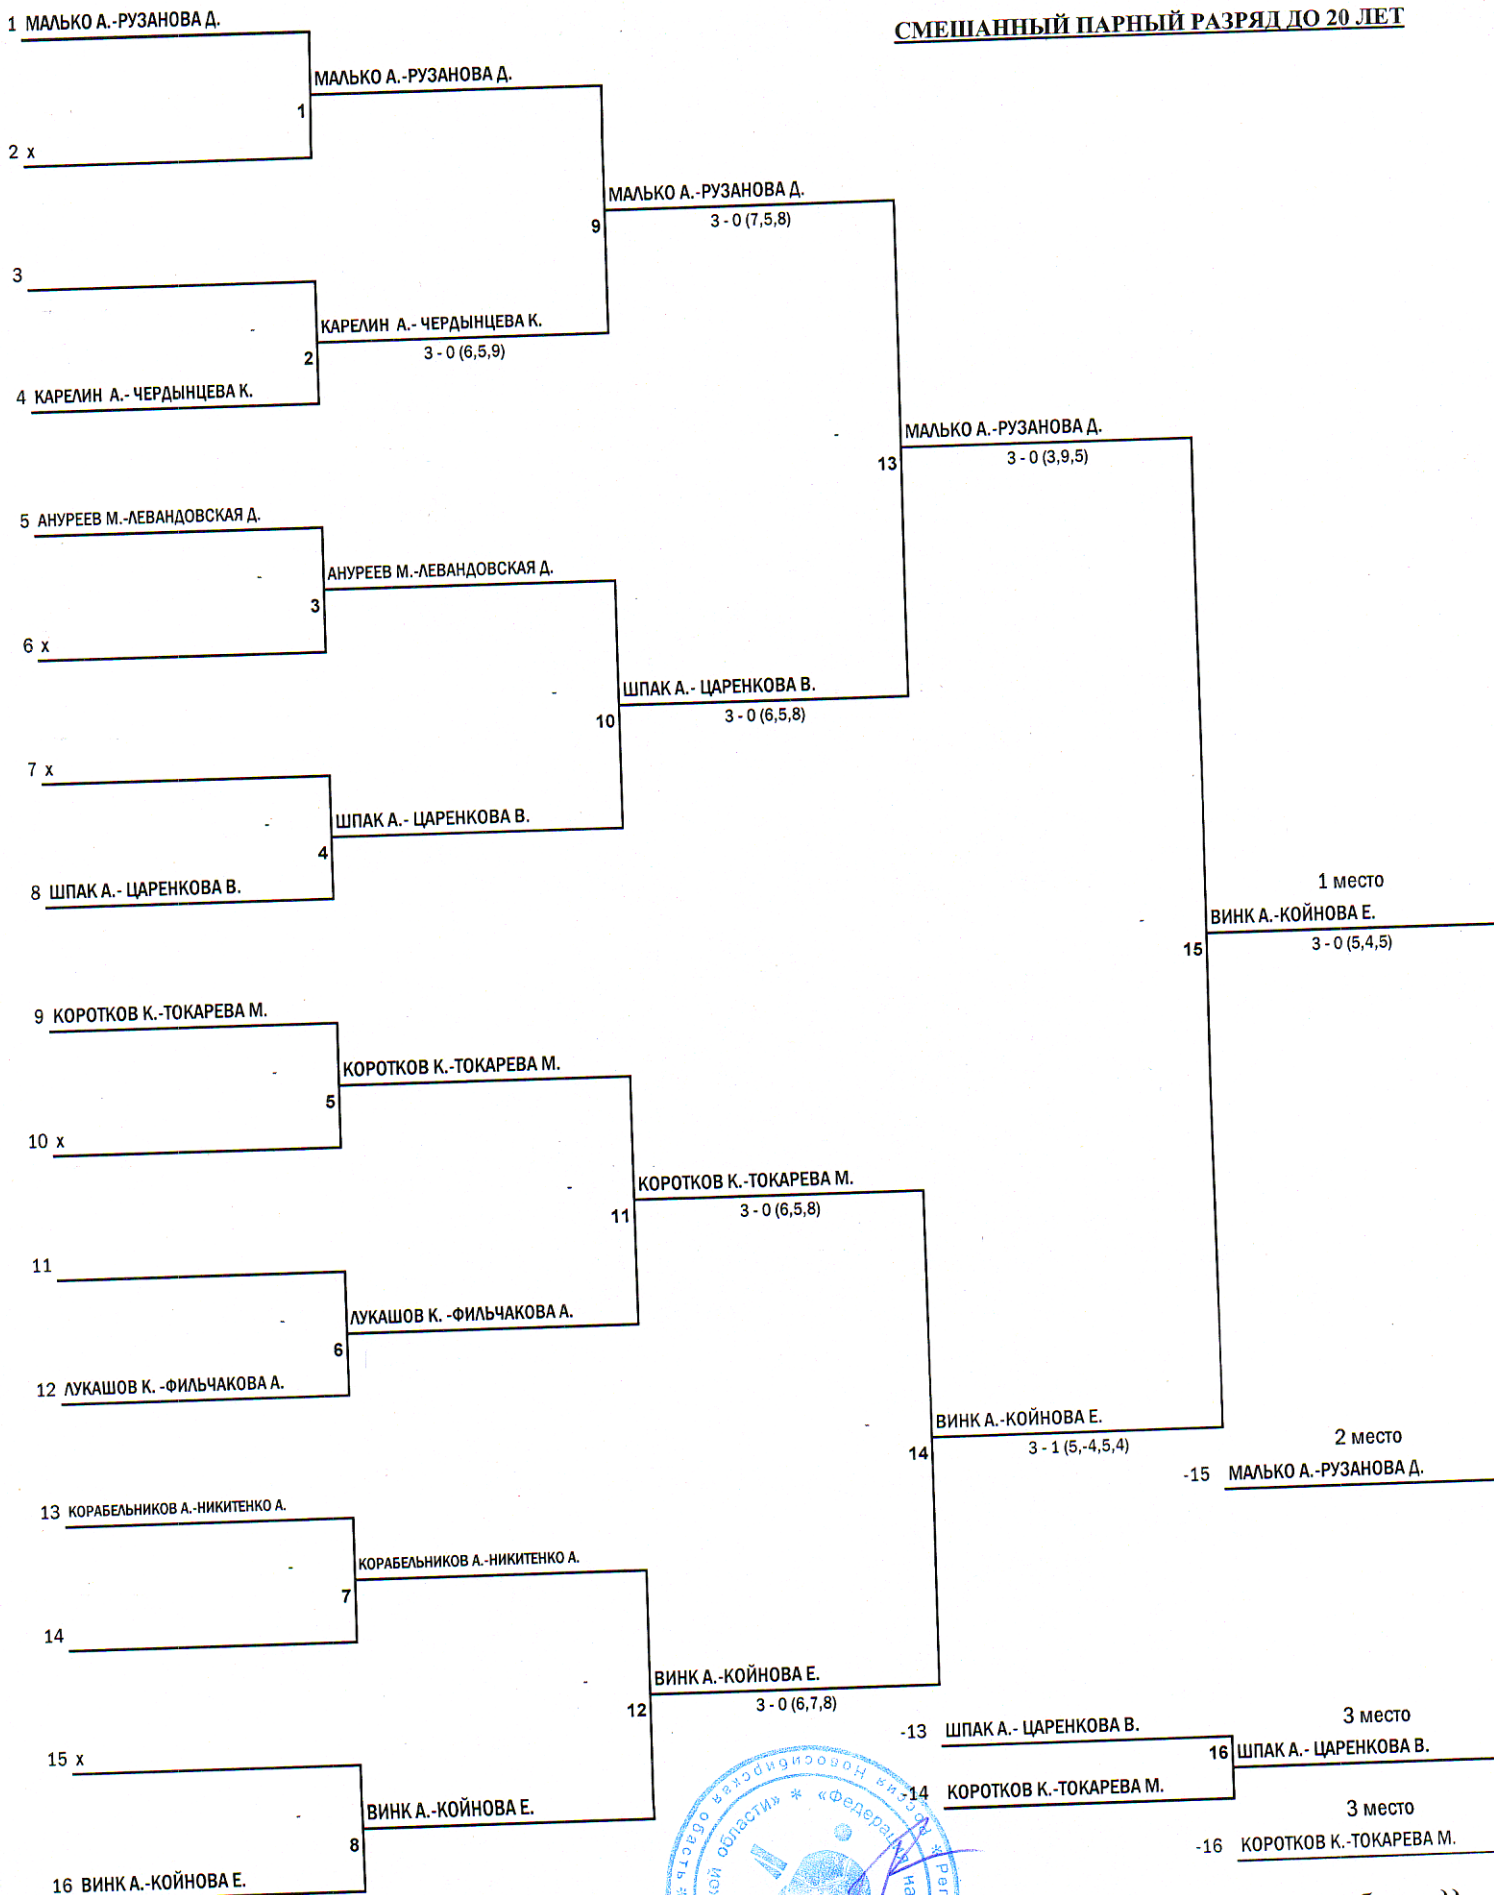 СМЕШАННЫЙ ПАРНЫЙ РАЗРЯД ДО 20 ЛЕТ
1 МАЛЬКО А.-РУЗАНОВА Д.
МАЛЬКО А.-РУЗАНОВА Д.
1
2 х
МАЛЬКО А.-РУЗАНОВА Д.
9
3 - 0 (7,5,8)
3
КАРЕЛИН А.- ЧЕРДЫНЦЕВА К.
2
3 - 0 (6,5,9)
4 КАРЕЛИН А.- ЧЕРДЫНЦЕВА К.
МАЛЬКО А.-РУЗАНОВА Д.
13
3 - 0 (3,9,5)
5 АНУРЕЕВ М.-ЛЕВАНДОВСКАЯ Д.
АНУРЕЕВ М.-ЛЕВАНДОВСКАЯ Д.
3
6 х
ШПАК А.- ЦАРЕНКОВА В.
10
3 - 0 (6,5,8)
7 х
ШПАК А.- ЦАРЕНКОВА В.
4
8 ШПАК А.- ЦАРЕНКОВА В.
1 место
ВИНК А.-КОЙНОВА Е.
15
3 - 0 (5,4,5)
9 КОРОТКОВ К.-ТОКАРЕВА М.
КОРОТКОВ К.-ТОКАРЕВА М.
5
10 х
КОРОТКОВ К.-ТОКАРЕВА М.
11
3 - 0 (6,5,8)
11
ЛУКАШОВ К. -ФИЛЬЧАКОВА А.
6
12 ЛУКАШОВ К. -ФИЛЬЧАКОВА А.
ВИНК А.-КОЙНОВА Е.
14
3 - 1 (5,-4,5,4)
2 место
-15 МАЛЬКО А.-РУЗАНОВА Д.
13 КОРАБЕЛЬНИКОВ А.-НИКИТЕНКО А.
КОРАБЕЛЬНИКОВ А.-НИКИТЕНКО А.
7
14
ВИНК А.-КОЙНОВА Е.
12
3 - 0 (6,7,8)
15 х
ВИНК А.-КОЙНОВА Е.
8
16 ВИНК А.-КОЙНОВА Е.
-13 ШПАК А.- ЦАРЕНКОВА В.
3 место
16 ШПАК А.- ЦАРЕНКОВА В.
-14 КОРОТКОВ К.-ТОКАРЕВА М.
3 место
-16 КОРОТКОВ К.-ТОКАРЕВА М.
Россия Новосибирская область
кой области» * «Федерация на